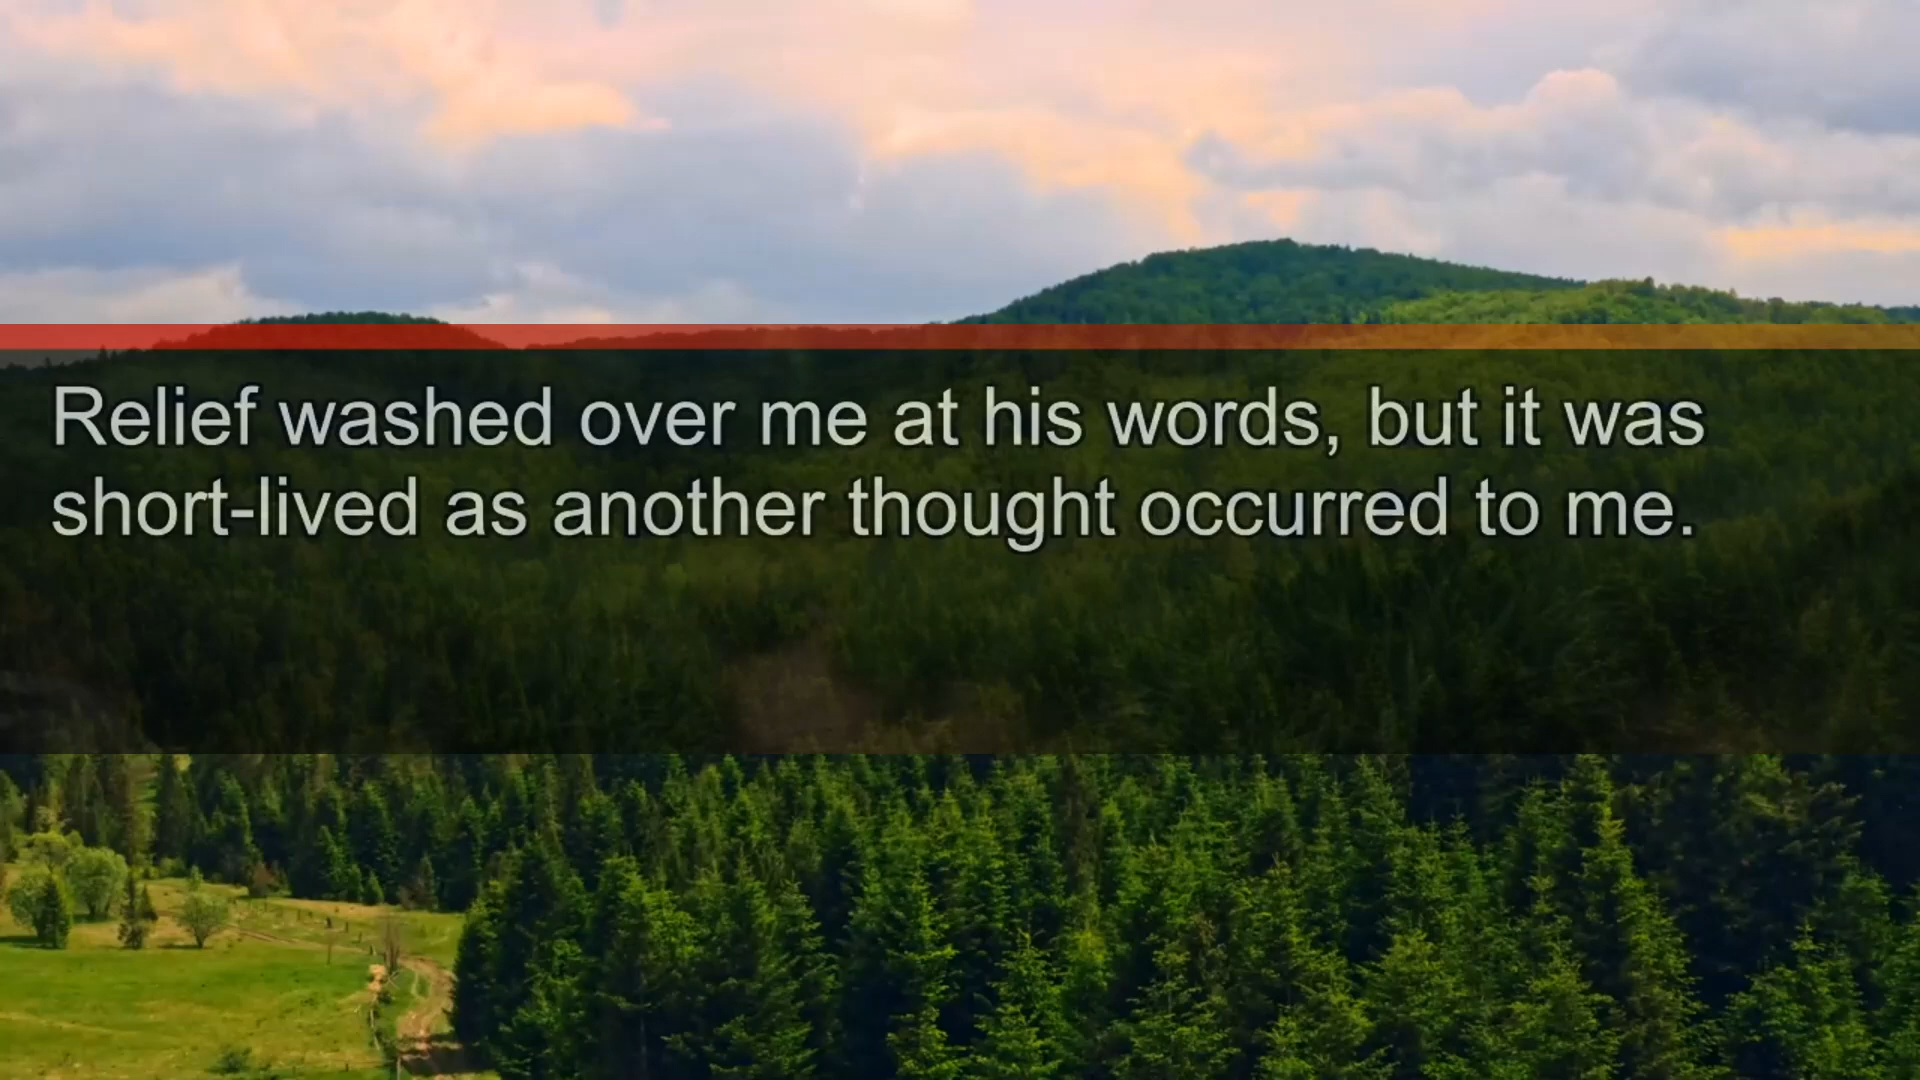 Relief washed over me at his words, but it was
short-lived as another thought occurred to me.